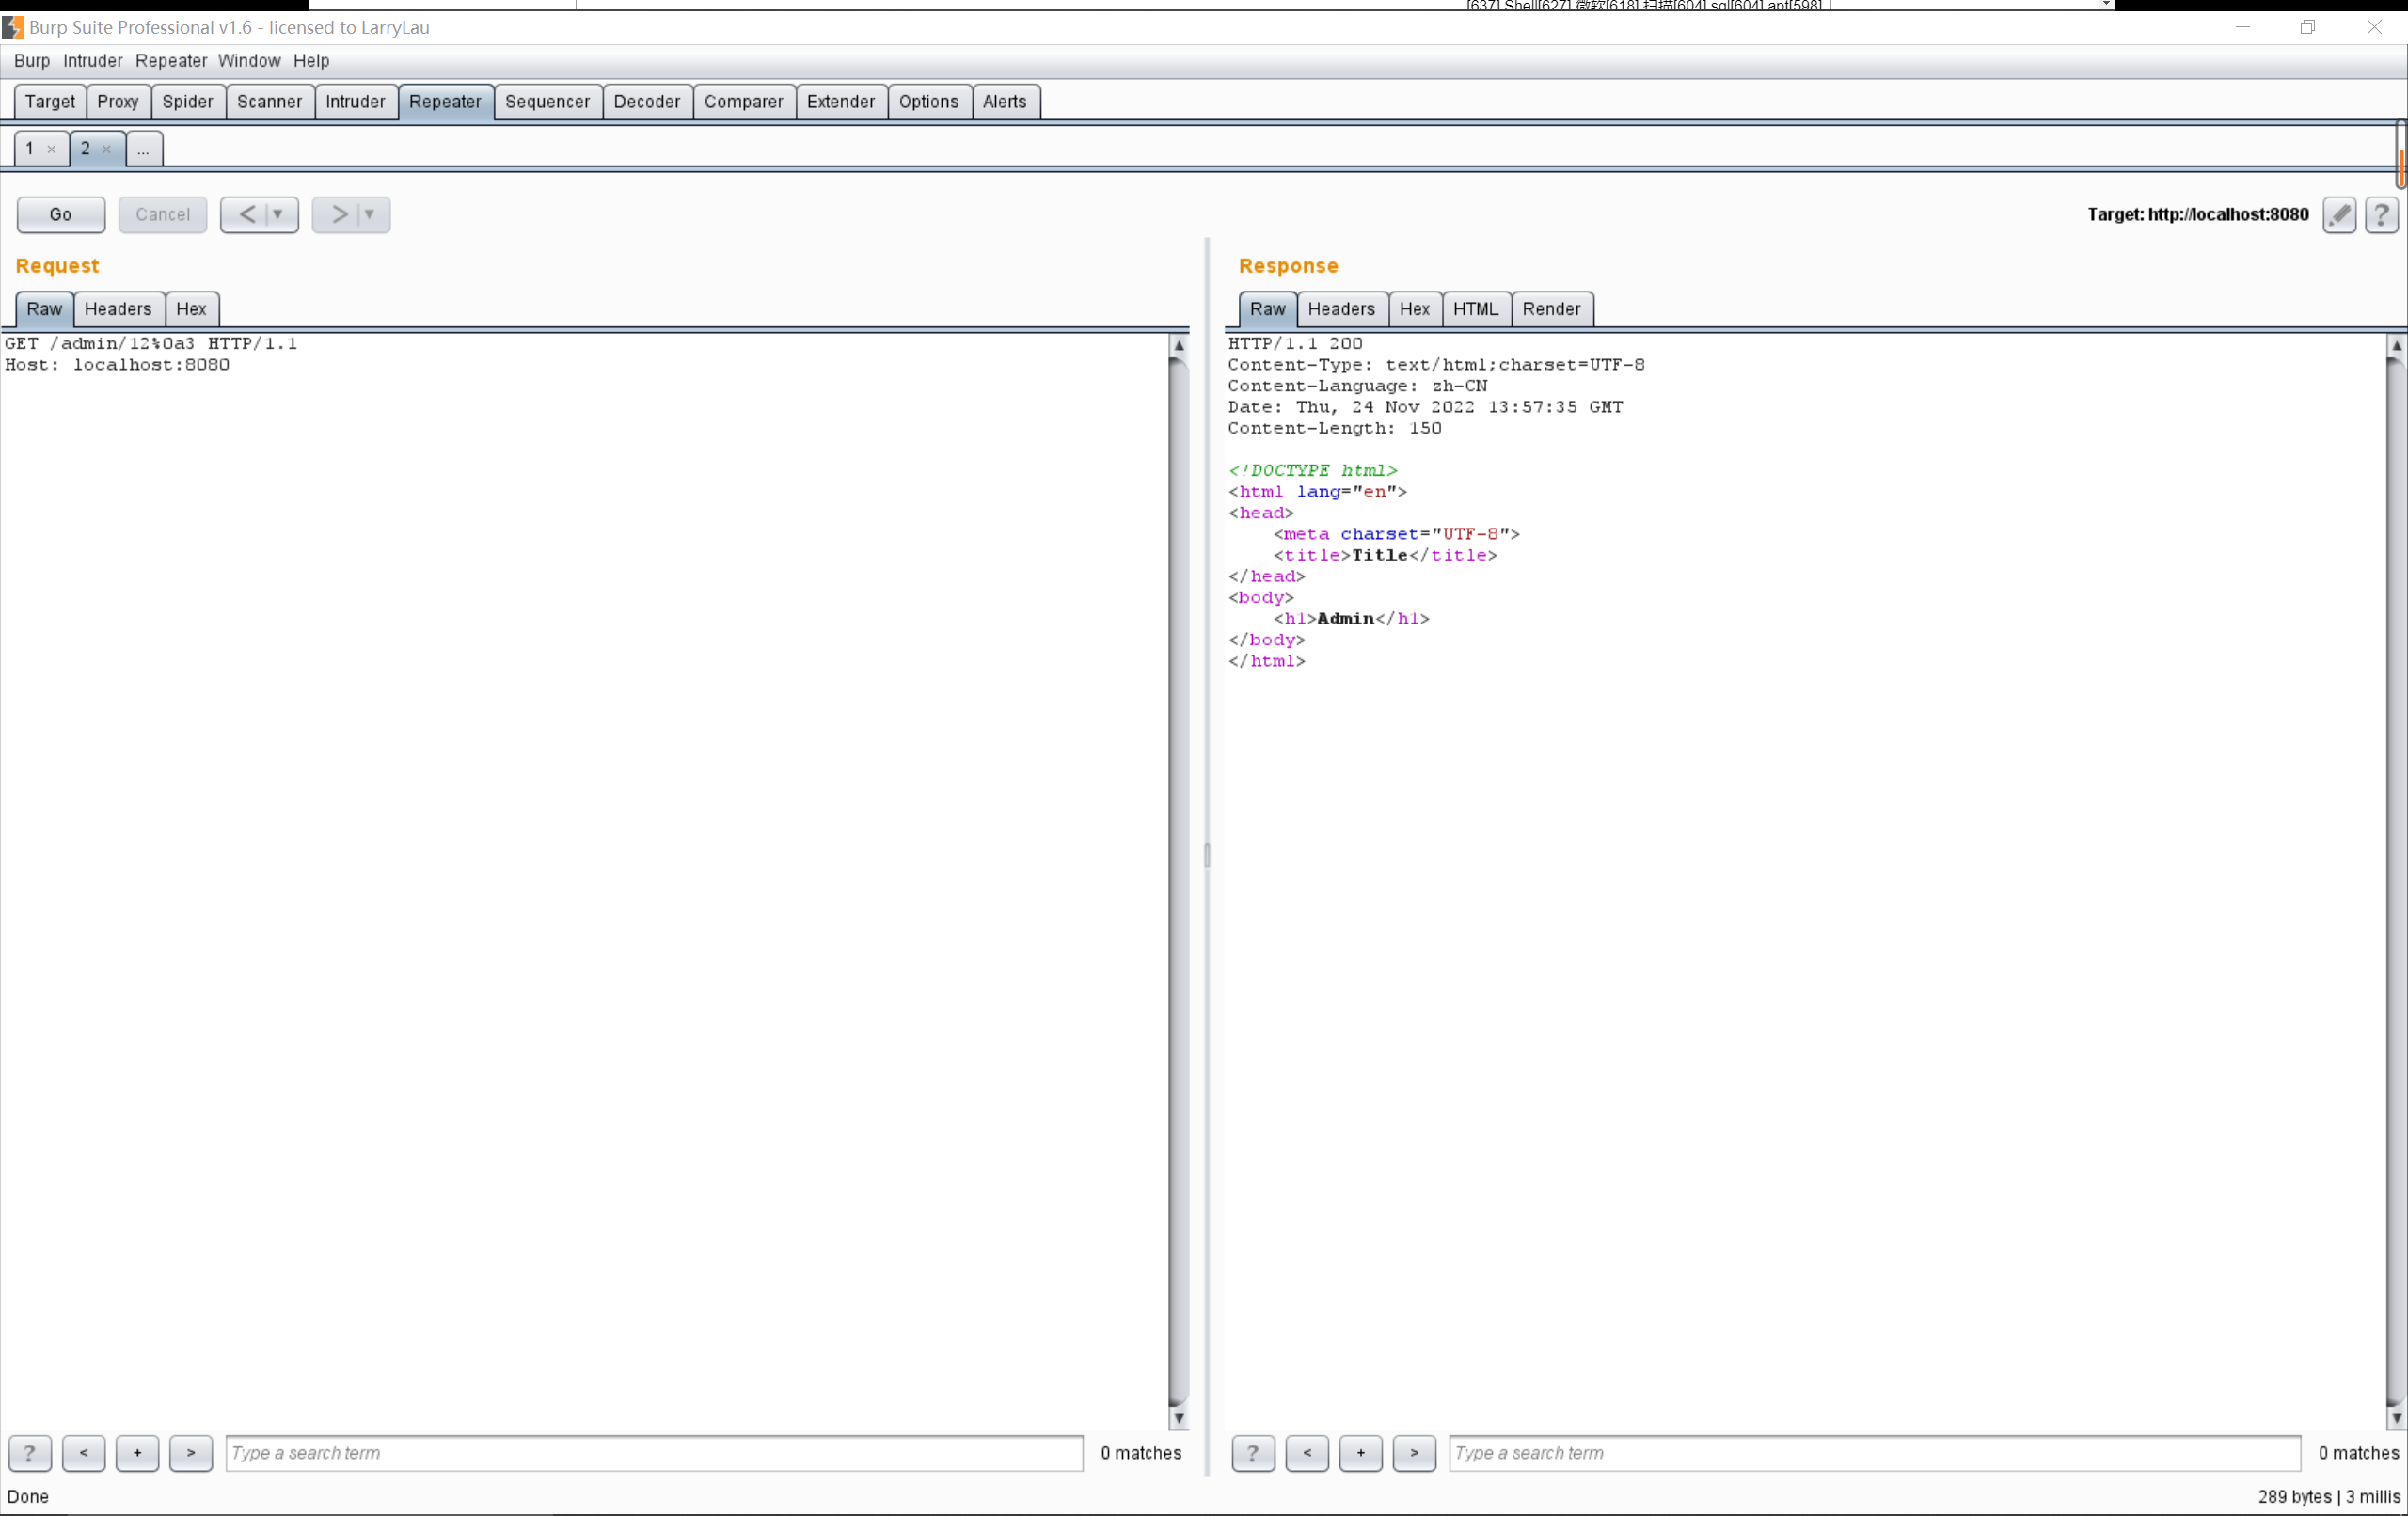 [637] Shell[627] 微软[618] 扫描[604] sql[604] apt[598]
Burp Suite Professional v1.6 - licensed to LarryLau
Burp Intruder Repeater Window Help
Target Proxy Spider Scanner Intruder Repeater Sequencer Decoder Comparer Extender Options Alerts
1 × 2 × ...
Go Cancel < > Target: http://localhost:8080 ?
Request
Raw Headers Hex
GET /admin/12%0a3 HTTP/1.1
Host: localhost:8080
? < + > Type a search term 0 matches
Response
Raw Headers Hex HTML Render
HTTP/1.1 200
Content-Type: text/html;charset=UTF-8
Content-Language: zh-CN
Date: Thu, 24 Nov 2022 13:57:35 GMT
Content-Length: 150
<!DOCTYPE html>
<html lang="en">
<head>
    <meta charset="UTF-8">
    <title>Title</title>
</head>
<body>
    <h1>Admin</h1>
</body>
</html>
? < + > Type a search term 0 matches
Done
289 bytes | 3 millis